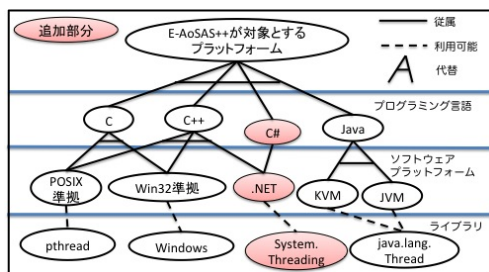 追加部分
E-AoSAS++が対象とする
プラットフォーム
従属
利用可能
代替
プログラミング言語
C
C++
C#
Java
ソフトウェア
プラットフォーム
POSIX
準拠
Win32準拠
.NET
KVM
JVM
ライブラリ
pthread
Windows
System.
Threading
java.lang.
Thread